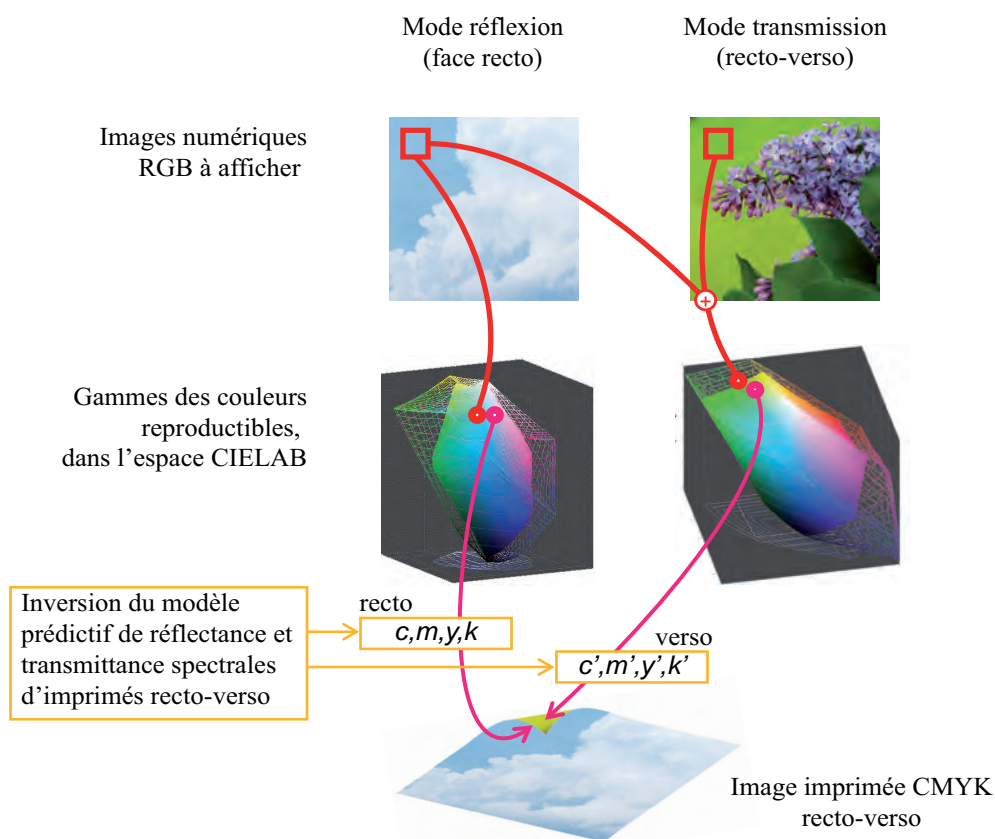 Mode réflexion
(face recto)
Mode transmission
(recto-verso)
Images numériques
RGB à afficher
+
Gammes des couleurs
reproductibles,
dans l'espace CIELAB
Inversion du modèle
prédictif de réflectance et
transmittance spectrales
d'imprimés recto-verso
recto
c,m,y,k
verso
c',m',y',k'
Image imprimée CMYK
recto-verso